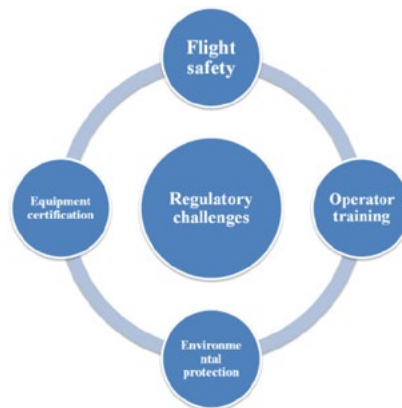 Flight
safety
Equipment
certification
Regulatory
challenges
Operator
training
Environme
ntal
protection